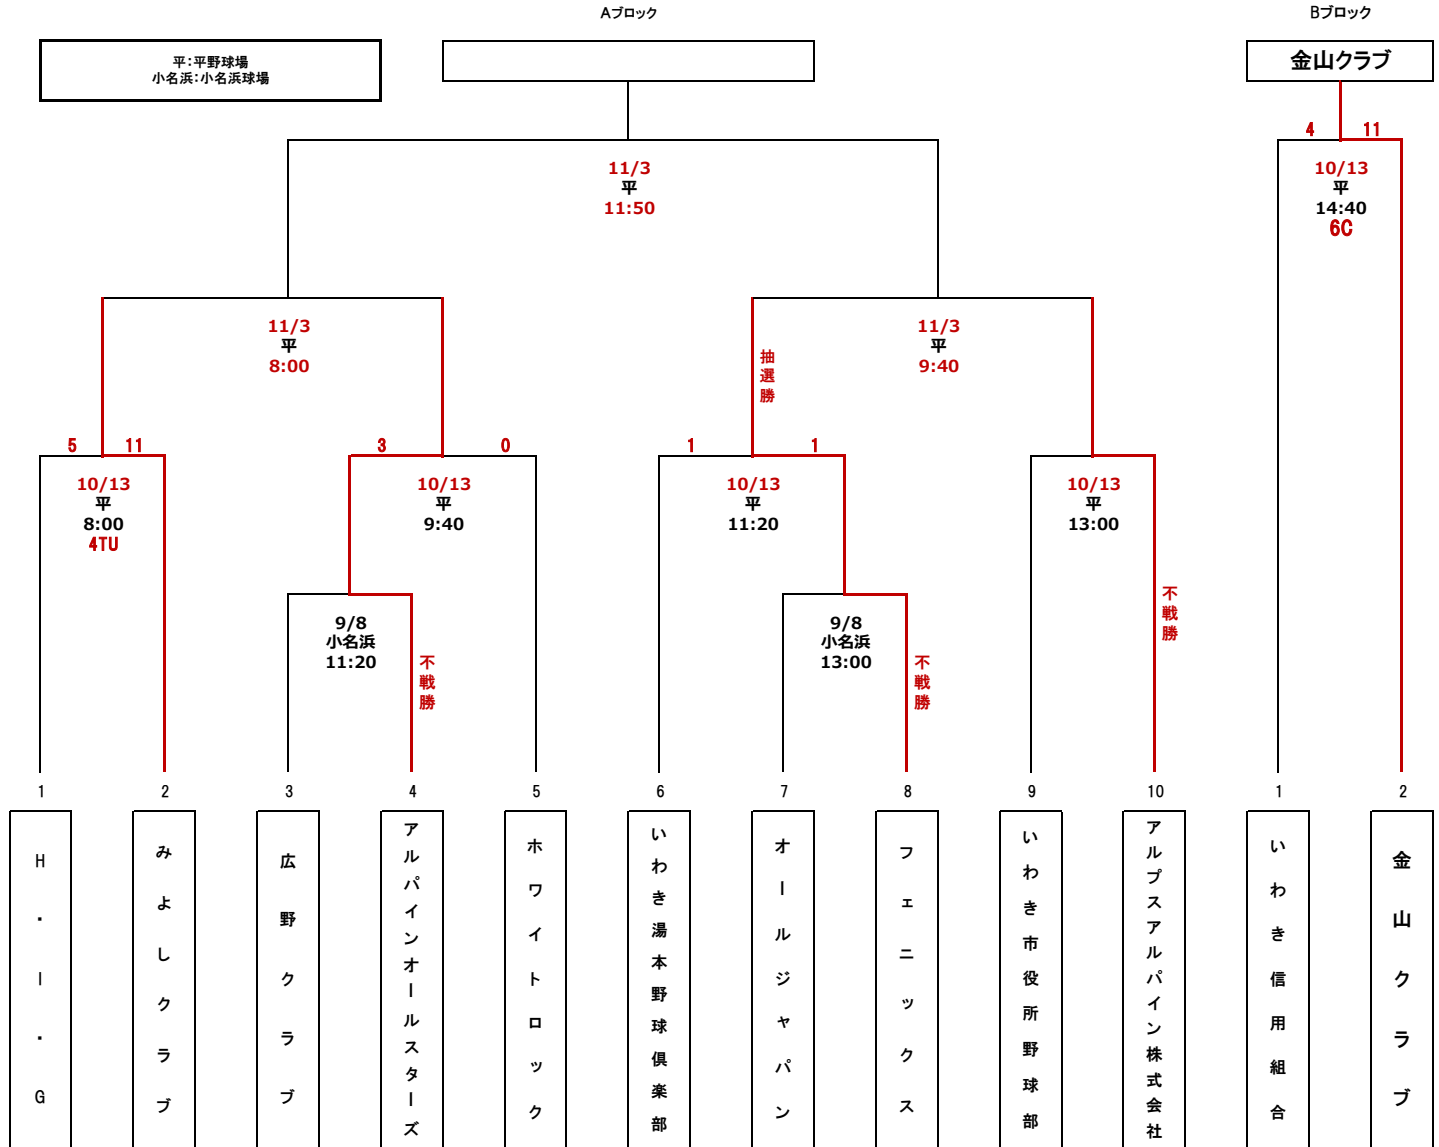 Aブロック
Bブロック
平:平野球場
小名浜:小名浜球場
金山クラブ
4 11
11/3
平
11:50
10/13
平
14:40
6C
11/3
平
8:00
抽選勝
11/3
平
9:40
5 11
3 0
1 1
10/13
平
8:00
4TU
10/13
平
9:40
10/13
平
11:20
10/13
平
13:00
9/8
小名浜
11:20
不戦勝
9/8
小名浜
13:00
不戦勝
不戦勝
1 2 3 4 5 6 7 8 9 10 1 2
H・I・G
みよしクラブ
広野クラブ
アルパインオールスターズ
ホワイトロック
いわき湯本野球倶楽部
オールジャパン
フェニックス
いわき市役所野球部
アルプスアルパイン株式会社
いわき信用組合
金山クラブ